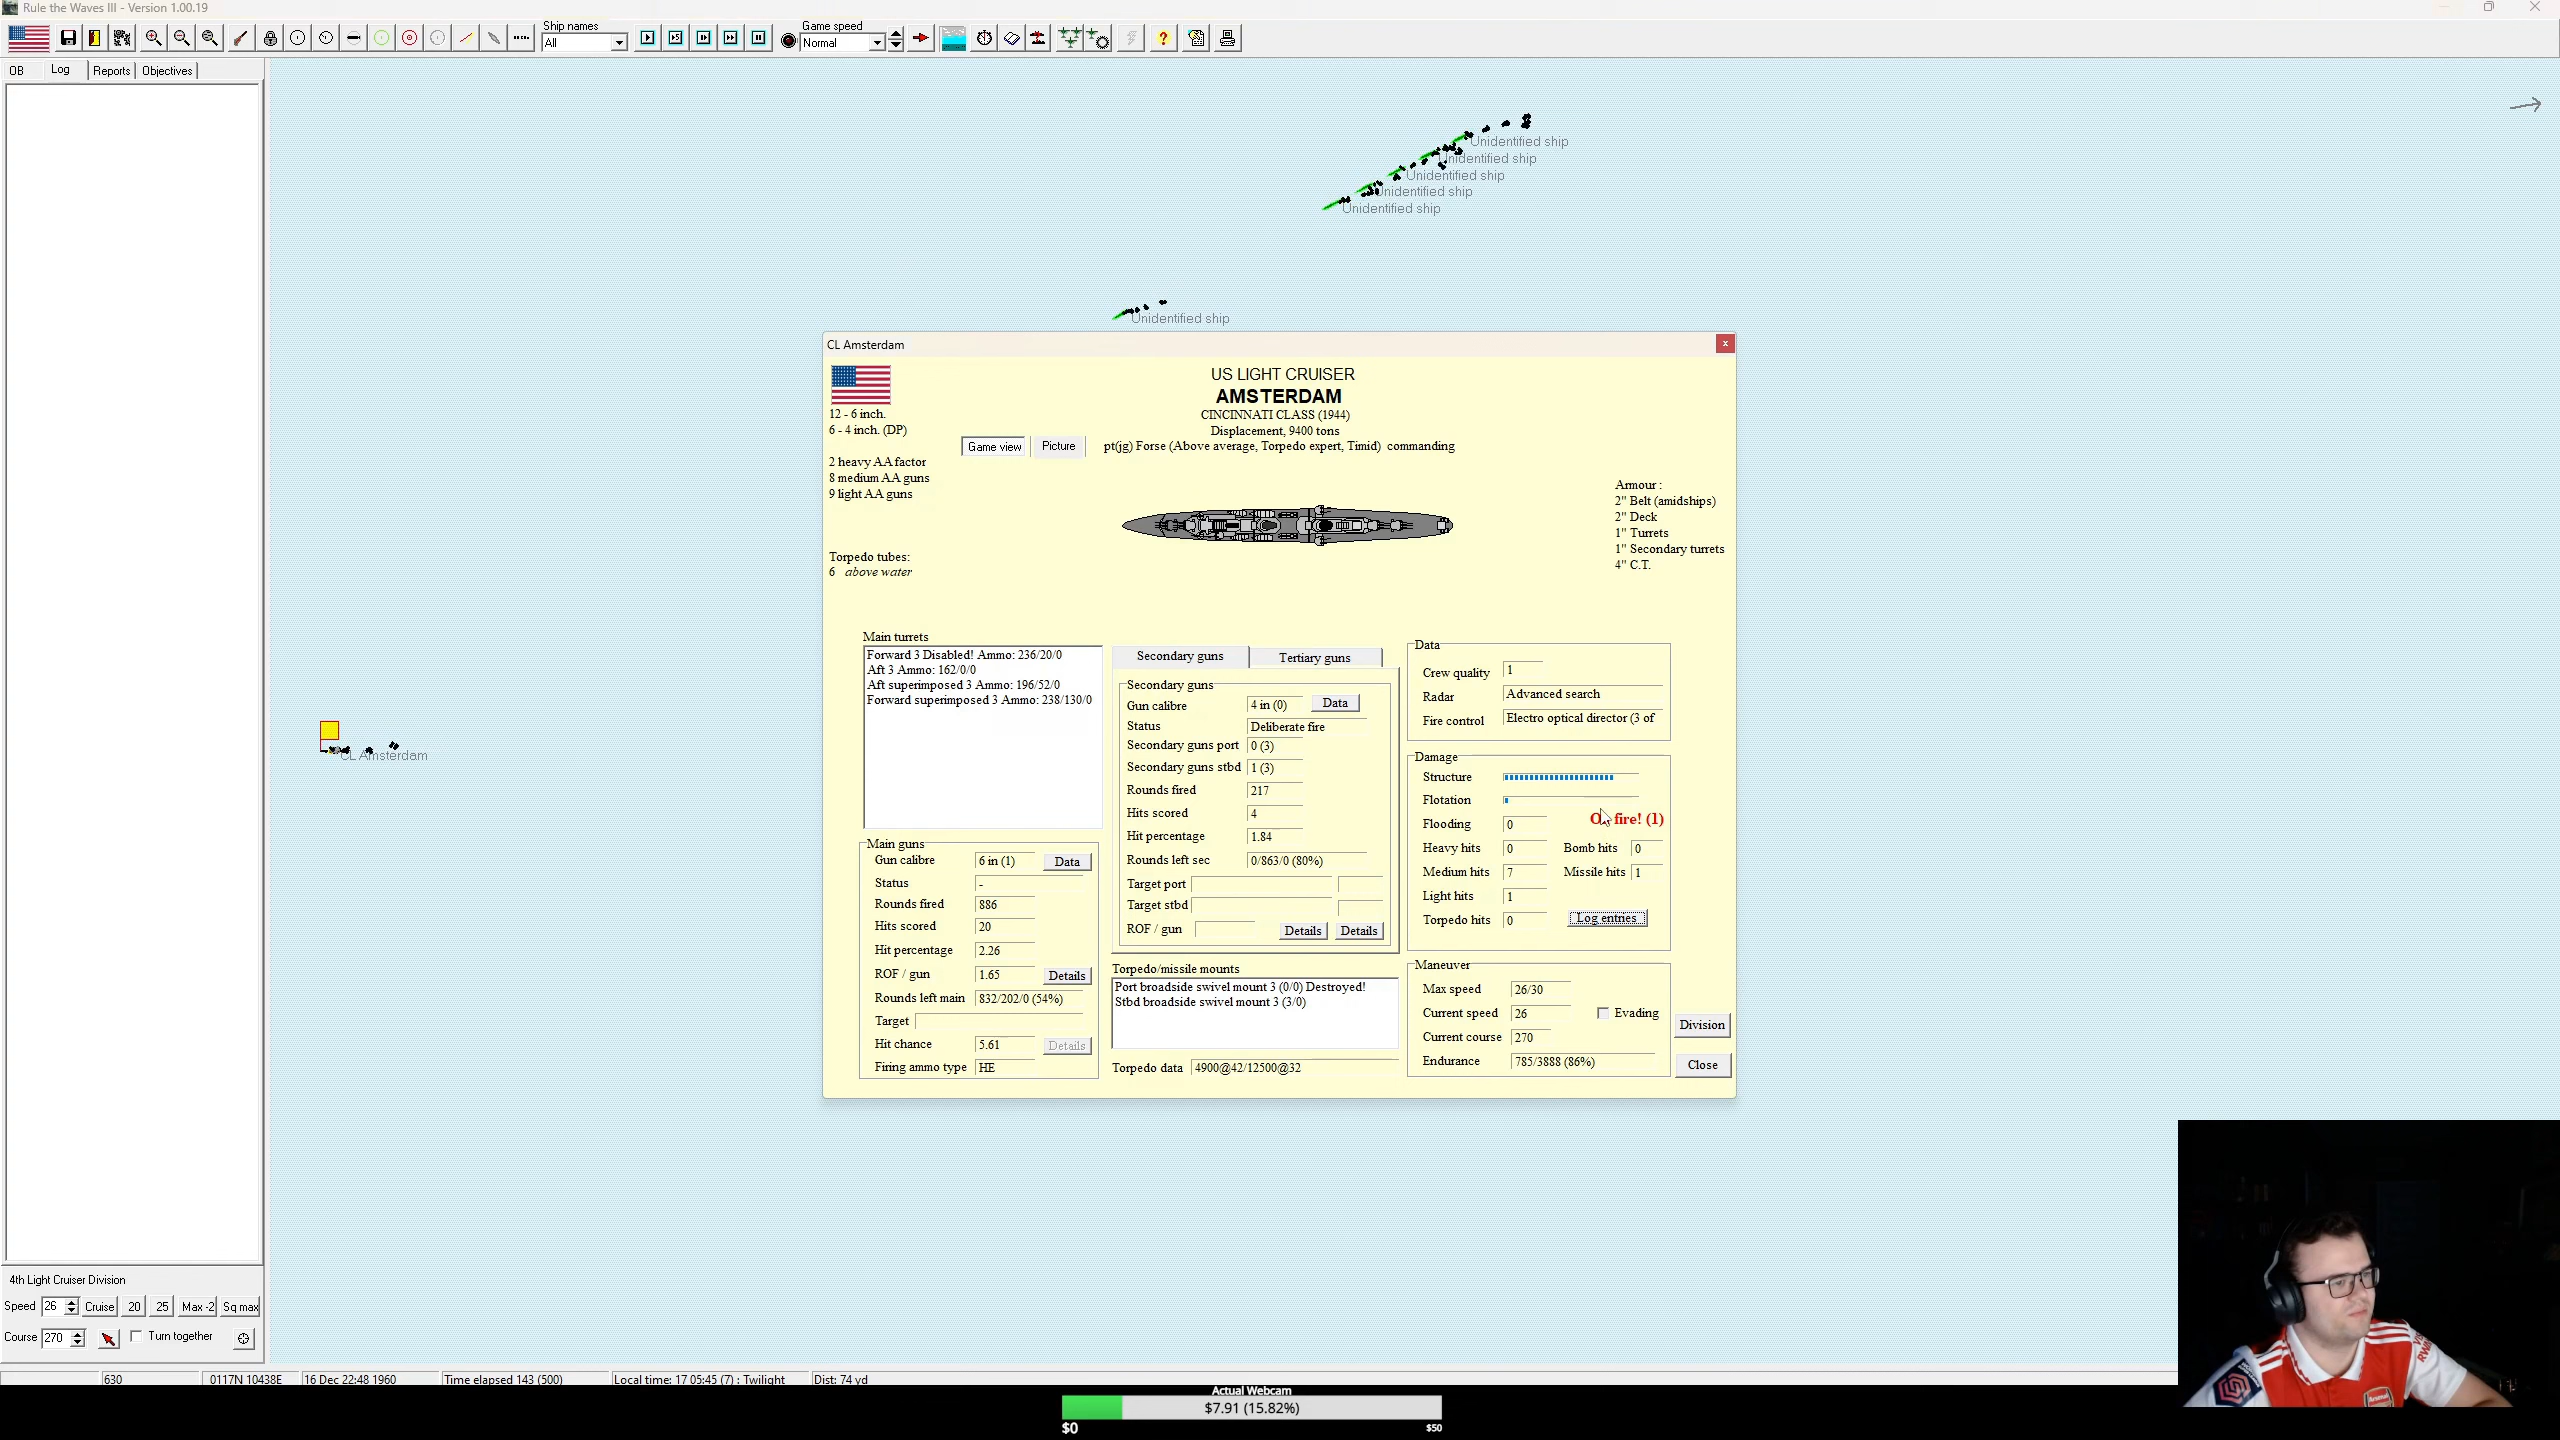 Rule the Waves III - Version 1.00.19
Ship names
All
Game speed
Normal
OB
Log
Reports
Objectives
Unidentified ship
Unidentified ship
Unidentified ship
Unidentified ship
Unidentified ship
Unidentified ship
CL Amsterdam
CL Amsterdam
x
US LIGHT CRUISER
AMSTERDAM
CINCINNATI CLASS (1944)
Displacement, 9400 tons
pt(jg) Forse (Above average, Torpedo expert, Timid) commanding
12 - 6 inch.
6 - 4 inch. (DP)
Game view
Picture
2 heavy AA factor
8 medium AA guns
9 light AA guns
Torpedo tubes:
6 above water
Armour :
2" Belt (amidships)
2" Deck
1" Turrets
1" Secondary turrets
4" C.T.
Main turrets
Forward 3 Disabled! Ammo: 236/20/0
Aft 3 Ammo: 162/0/0
Aft superimposed 3 Ammo: 196/52/0
Forward superimposed 3 Ammo: 238/130/0
Main guns
Gun calibre 6 in (1) Data
Status -
Rounds fired 886
Hits scored 20
Hit percentage 2.26
ROF / gun 1.65 Details
Rounds left main 832/202/0 (54%)
Target
Hit chance 5.61 Details
Firing ammo type HE
Secondary guns
Tertiary guns
Secondary guns
Gun calibre 4 in (0) Data
Status Deliberate fire
Secondary guns port 0 (3)
Secondary guns stbd 1 (3)
Rounds fired 217
Hits scored 4
Hit percentage 1.84
Rounds left sec 0/863/0 (80%)
Target port
Target stbd
ROF / gun Details Details
Torpedo/missile mounts
Port broadside swivel mount 3 (0/0) Destroyed!
Stbd broadside swivel mount 3 (3/0)
Torpedo data 4900@42/12500@32
Data
Crew quality 1
Radar Advanced search
Fire control Electro optical director (3 of
Damage
Structure
Flotation
fire! (1)
Flooding 0
Heavy hits 0 Bomb hits 0
Medium hits 7 Missile hits 1
Light hits 1
Torpedo hits 0 Log entries
Maneuver
Max speed 26/30
Current speed 26 Evading
Current course 270
Endurance 785/3888 (86%)
Division
Close
4th Light Cruiser Division
Speed 26 Cruise 20 25 Max -2 Sq max
Course 270 Turn together
630
0117N 10438E
16 Dec 22:48 1960
Time elapsed 143 (500)
Local time: 17 05:45 (7) : Twilight
Dist: 74 yd
Actual Webcam
$7.91 (15.82%)
$0
$50